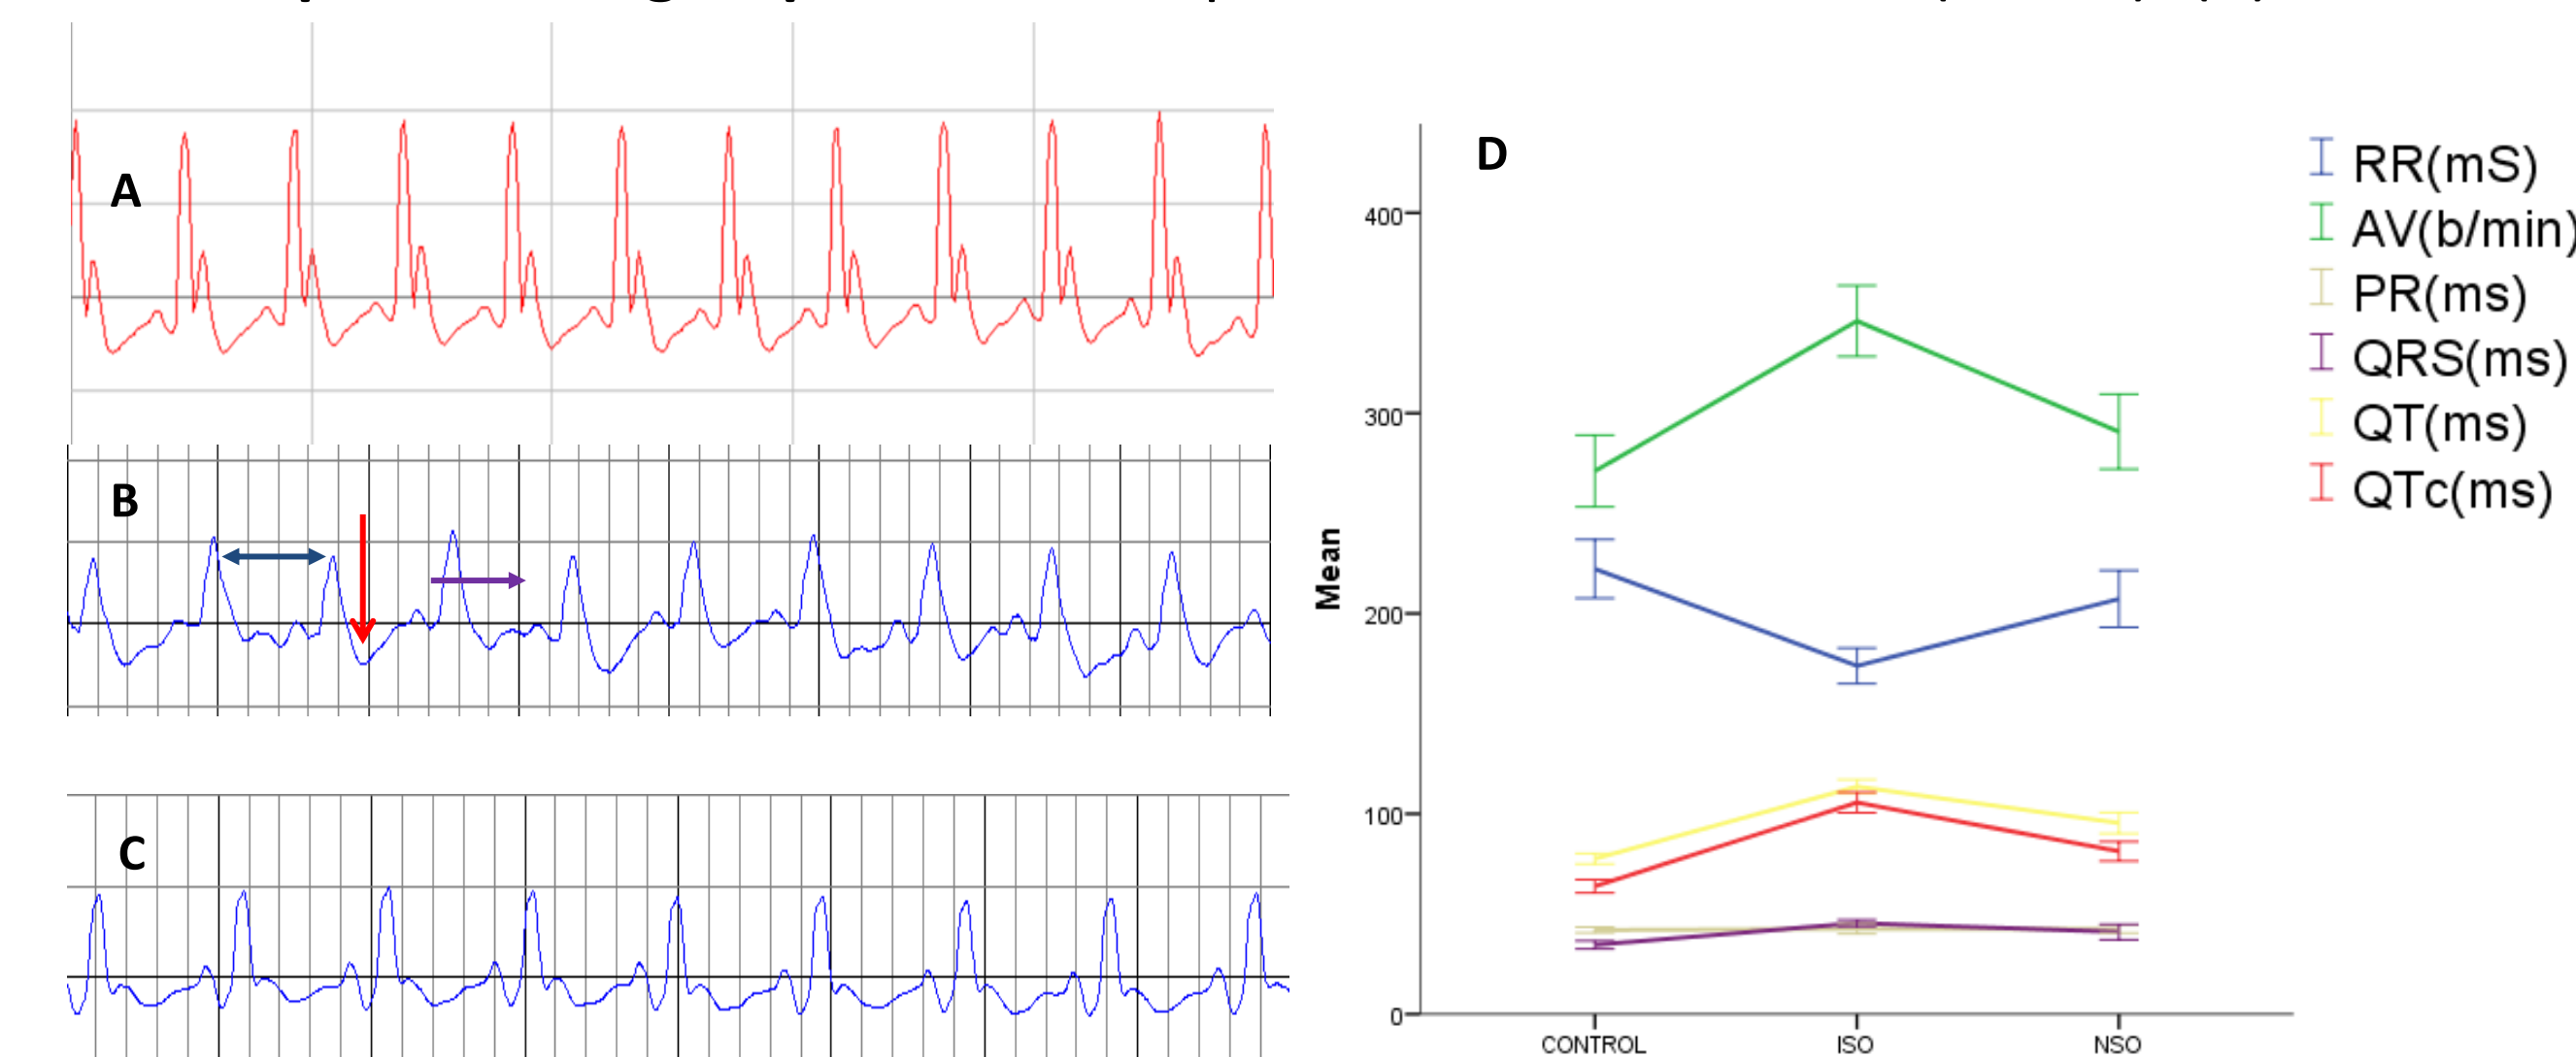 A
B
C
D
RR(mS)
AV(b/min)
PR(ms)
QRS(ms)
QT(ms)
QTc(ms)
Mean
400
300
200
100
0
CONTROL
ISO
NSO